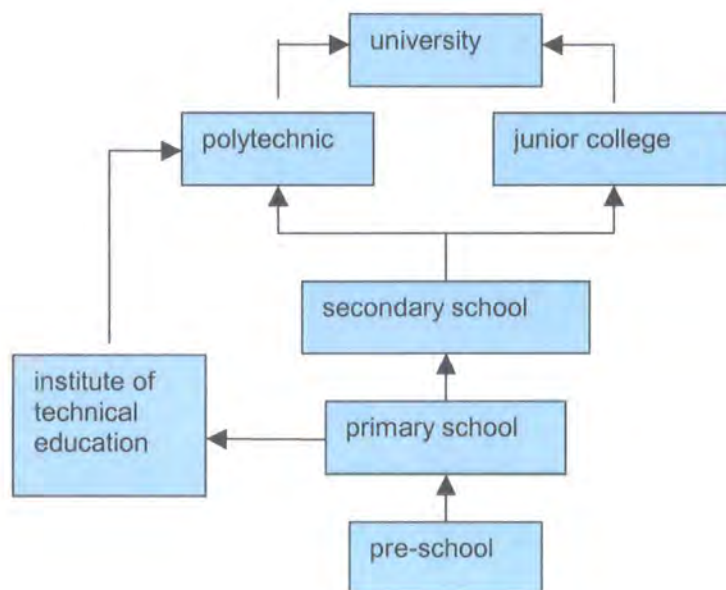 university
polytechnic
junior college
secondary school
institute of
technical
education
primary school
pre-school